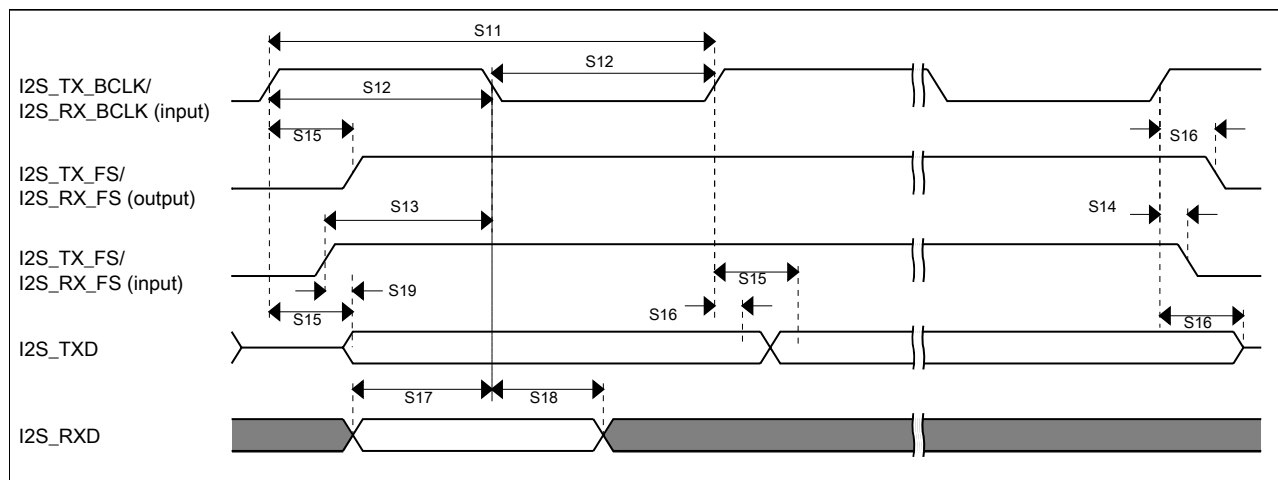 S11
S12
I2S_TX_BCLK/
I2S_RX_BCLK (input)
S12
S15
S16
I2S_TX_FS/
I2S_RX_FS (output)
S13
S14
I2S_TX_FS/
I2S_RX_FS (input)
S15
S19
S16
S15
S16
I2S_TXD
S17
S18
I2S_RXD